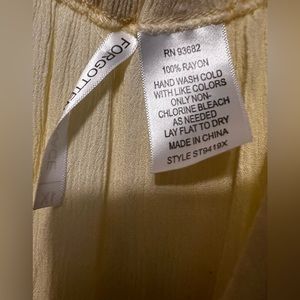 FORGOTT
RN 93682
100% RAYON
HAND WASH COLD
WITH LIKE COLORS
ONLY NON-
CHLORINE BLEACH
AS NEEDED
LAY FLAT TO DRY
MADE IN CHINA
STYLE ST9419X